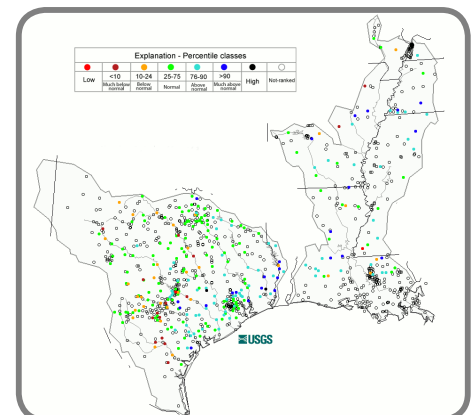 Explanation - Percentile classes
Low <10 10-24 25-75 76-90 >90 High Not-ranked
Much below normal Below normal Normal Above normal Much above normal
USGS